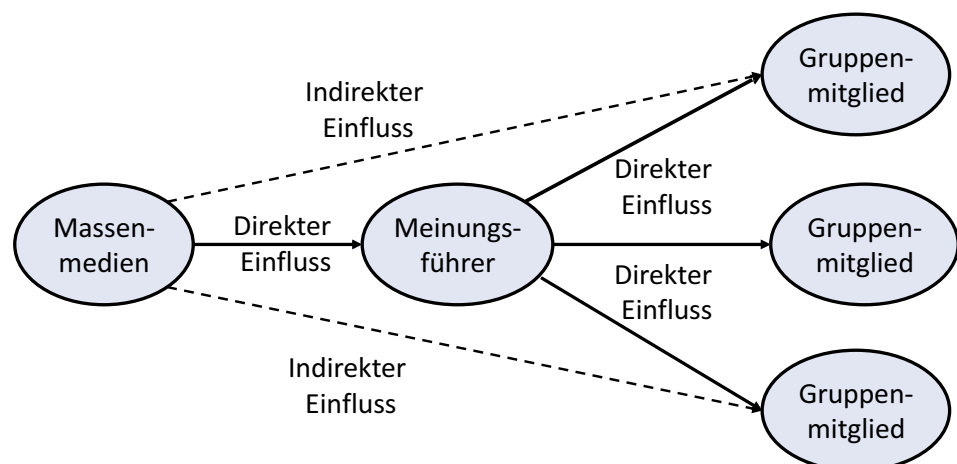 Gruppen-
mitglied
Indirekter
Einfluss
Direkter
Einfluss
Massen-
medien
Direkter
Einfluss
Meinungs-
führer
Gruppen-
mitglied
Direkter
Einfluss
Indirekter
Einfluss
Gruppen-
mitglied